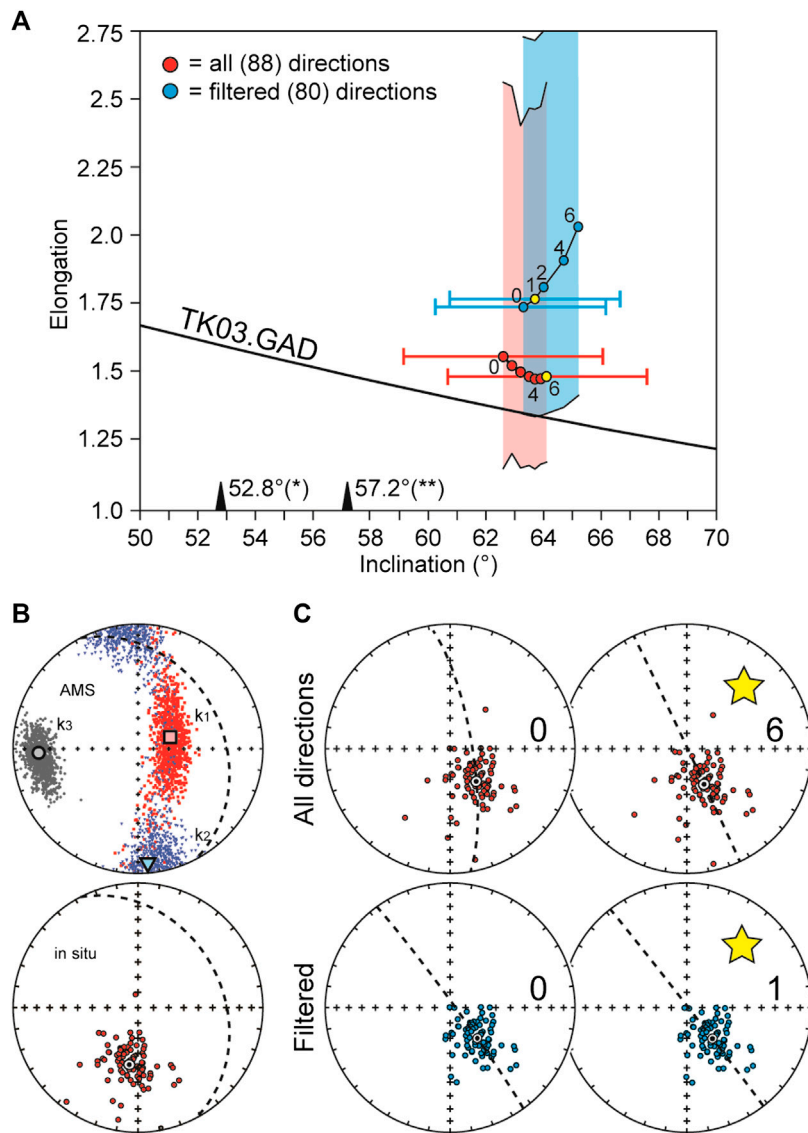 A
= all (88) directions
= filtered (80) directions
2.75
2.5
2.25
2.0
1.75
1.5
1.25
1.0
Elongation
TK03.GAD
0
1
2
4
6
0
4
6
52.8°(*)
57.2°(**)
50
52
54
56
58
60
62
64
66
68
70
Inclination (°)
B
AMS
k3
k1
k2
in situ
C
All directions
0
6
Filtered
0
1